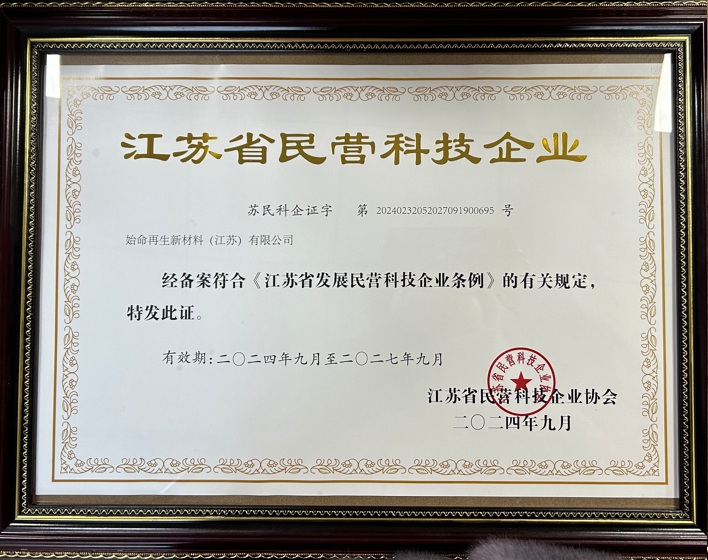 江苏省民营科技企业
苏民科企证字 第 20240232052027091900695 号
始命再生新材料（江苏）有限公司
经备案符合《江苏省发展民营科技企业条例》的有关规定，
特发此证。
有效期：二〇二四年九月至二〇二七年九月
江苏省民营科技企业协会
二〇二四年九月